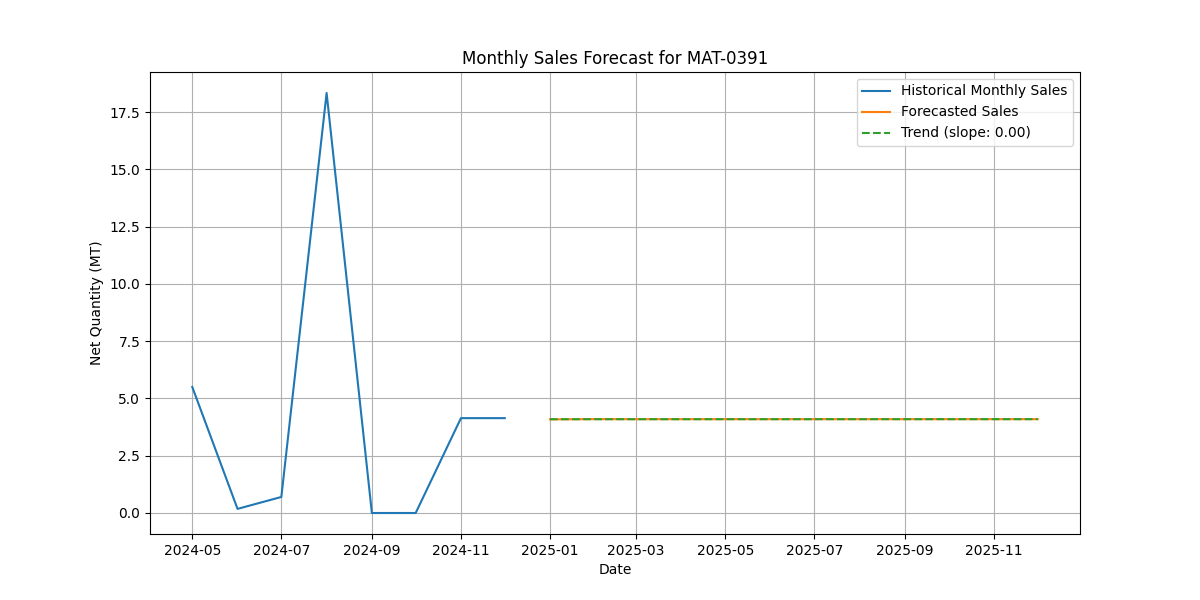 Monthly Sales Forecast for MAT-0391
Historical Monthly Sales
Forecasted Sales
Trend (slope: 0.00)
Net Quantity (MT)
17.5
15.0
12.5
10.0
7.5
5.0
2.5
0.0
2024-05 2024-07 2024-09 2024-11 2025-01 2025-03 2025-05 2025-07 2025-09 2025-11
Date